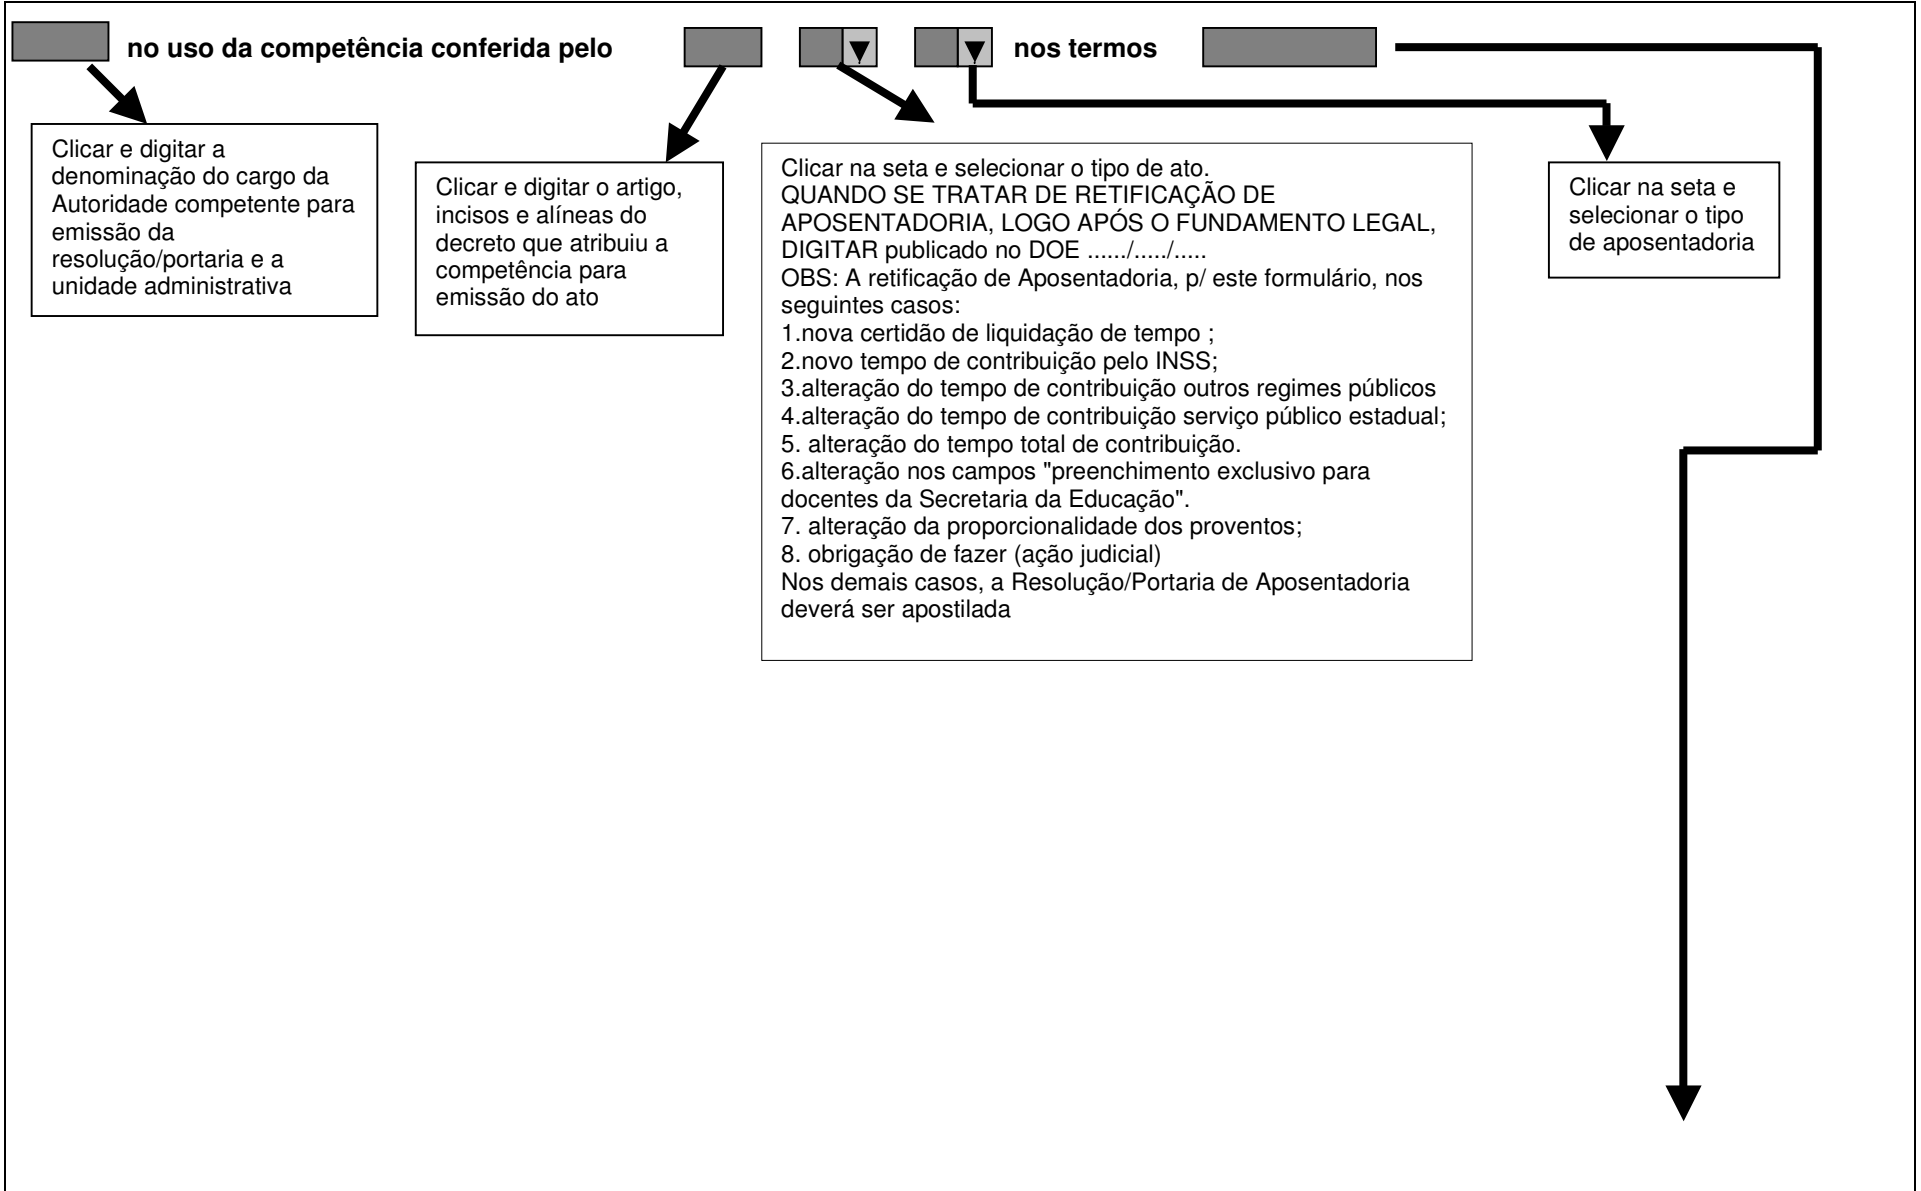 no uso da competência conferida pelo nos termos
Clicar e digitar a
denominação do cargo da
Autoridade competente para
emissão da
resolução/portaria e a
unidade administrativa
Clicar e digitar o artigo,
incisos e alíneas do
decreto que atribuiu a
competência para
emissão do ato
Clicar na seta e selecionar o tipo de ato.
QUANDO SE TRATAR DE RETIFICAÇÃO DE
APOSENTADORIA, LOGO APÓS O FUNDAMENTO LEGAL,
DIGITAR publicado no DOE ....../...../.....
OBS: A retificação de Aposentadoria, p/ este formulário, nos
seguintes casos:
1.nova certidão de liquidação de tempo ;
2.novo tempo de contribuição pelo INSS;
3.alteração do tempo de contribuição outros regimes públicos
4.alteração do tempo de contribuição serviço público estadual;
5. alteração do tempo total de contribuição.
6.alteração nos campos "preenchimento exclusivo para
docentes da Secretaria da Educação".
7. alteração da proporcionalidade dos proventos;
8. obrigação de fazer (ação judicial)
Nos demais casos, a Resolução/Portaria de Aposentadoria
deverá ser apostilada
Clicar na seta e
selecionar o tipo
de aposentadoria